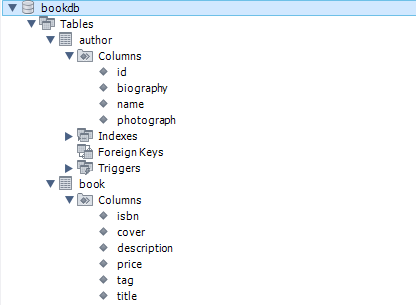 bookdb
Tables
author
Columns
id
biography
name
photograph
Indexes
Foreign Keys
Triggers
book
Columns
isbn
cover
description
price
tag
title